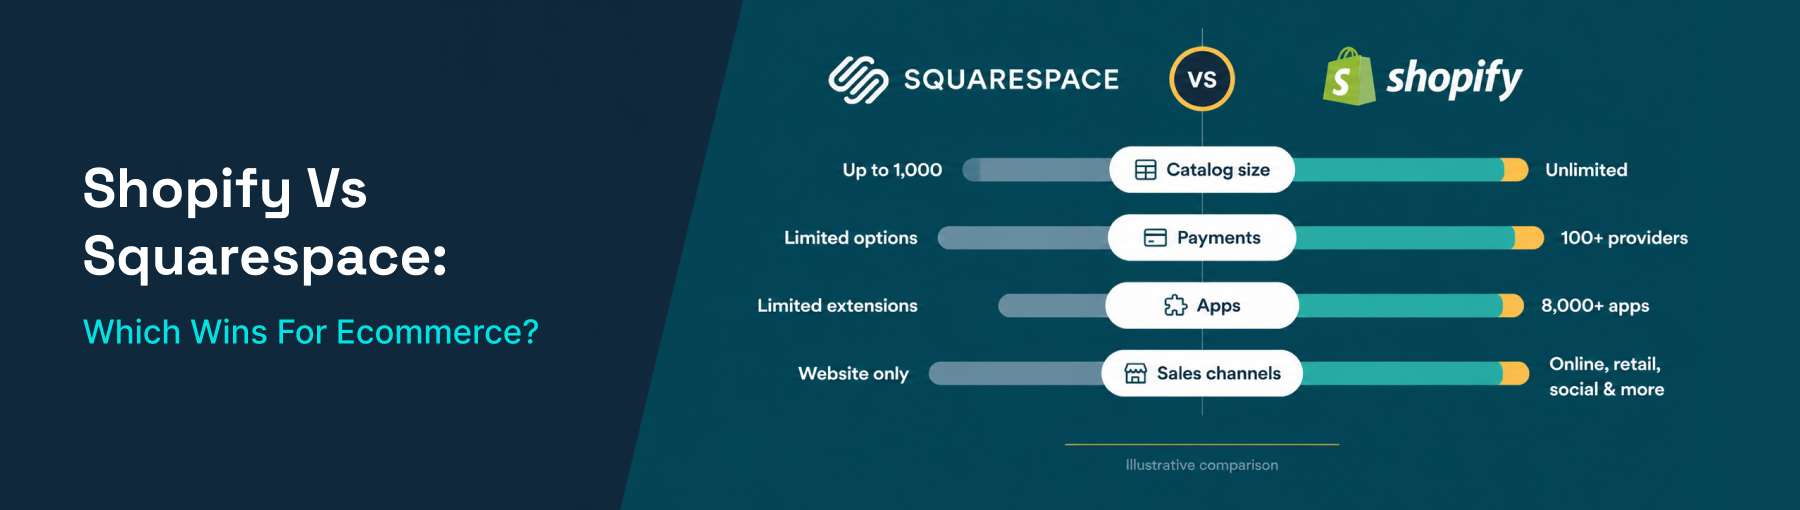 Shopify Vs
Squarespace:
Which Wins For Ecommerce?
SQUARESPACE
VS
S shopify
Up to 1,000
Catalog size
Unlimited
Limited options
Payments
100+ providers
Limited extensions
Apps
8,000+ apps
Website only
Sales channels
Online, retail,
social & more
Illustrative comparison